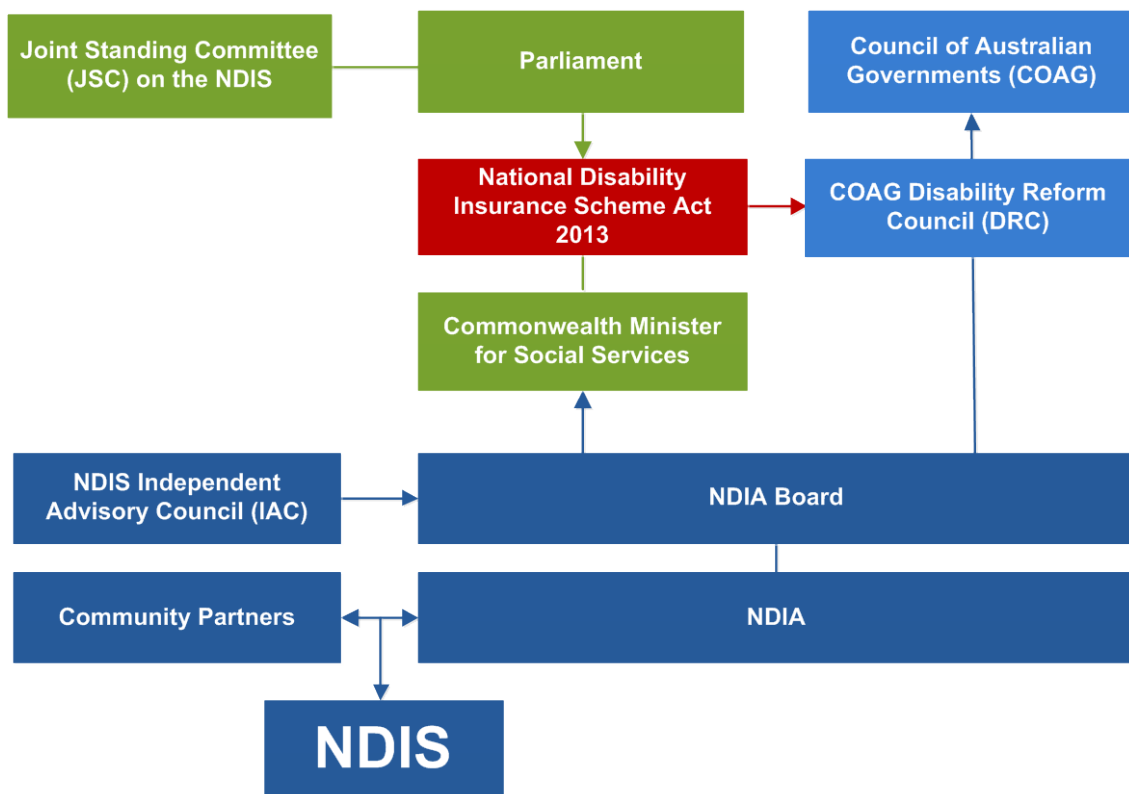 Joint Standing Committee
(JSC) on the NDIS
Parliament
Council of Australian
Governments (COAG)
National Disability
Insurance Scheme Act
2013
COAG Disability Reform
Council (DRC)
Commonwealth Minister
for Social Services
NDIS Independent
Advisory Council (IAC)
NDIA Board
Community Partners
NDIA
NDIS